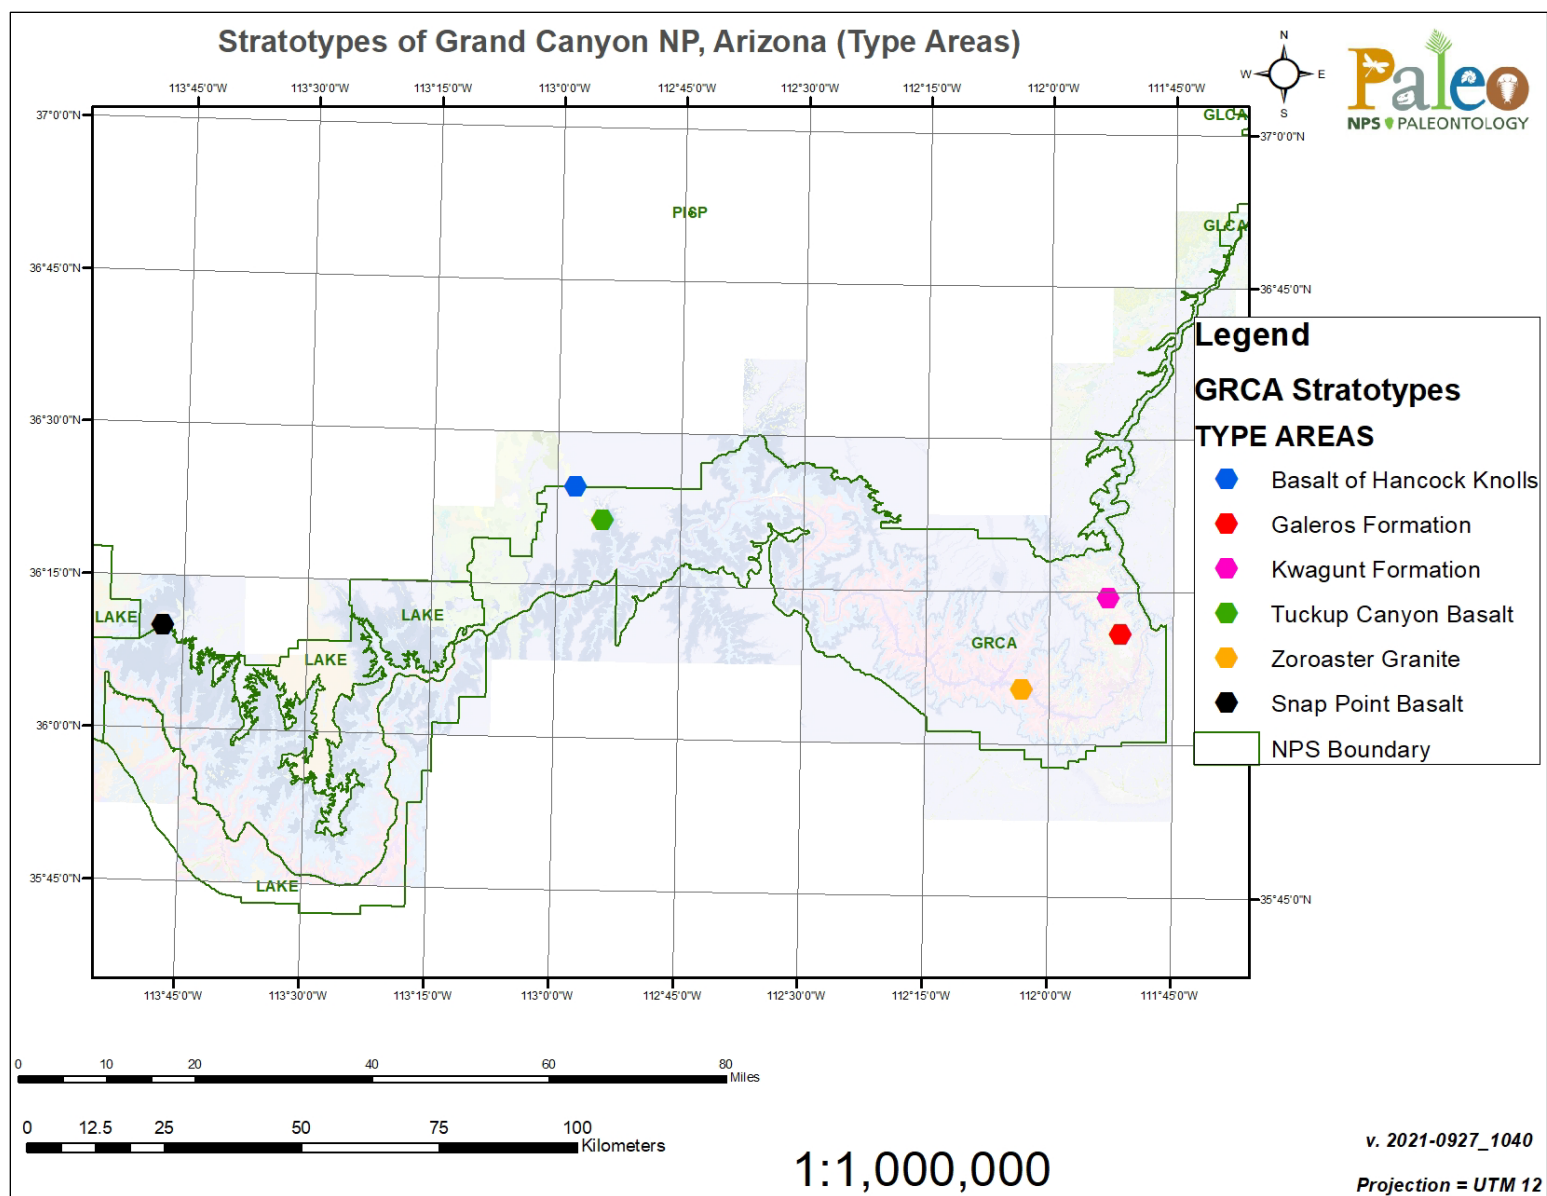 Stratotypes of Grand Canyon NP, Arizona (Type Areas)
N
W E
S
Paleo
NPS PALEONTOLOGY
113°45'0"W 113°30'0"W 113°15'0"W 113°0'0"W 112°45'0"W 112°30'0"W 112°15'0"W 112°0'0"W 111°45'0"W
37°0'0"N
GLCA
37°0'0"N
PISP
GLCA
36°45'0"N
36°45'0"N
Legend
GRCA Stratotypes
TYPE AREAS
Basalt of Hancock Knolls
Galeros Formation
Kwagunt Formation
Tuckup Canyon Basalt
Zoroaster Granite
Snap Point Basalt
NPS Boundary
36°30'0"N
36°15'0"N
LAKE
LAKE
LAKE
GRCA
36°0'0"N
35°45'0"N
LAKE
35°45'0"N
113°45'0"W 113°30'0"W 113°15'0"W 113°0'0"W 112°45'0"W 112°30'0"W 112°15'0"W 112°0'0"W 111°45'0"W
0 10 20 40 60 80
Miles
0 12.5 25 50 75 100
Kilometers
1:1,000,000
v. 2021-0927_1040
Projection = UTM 12